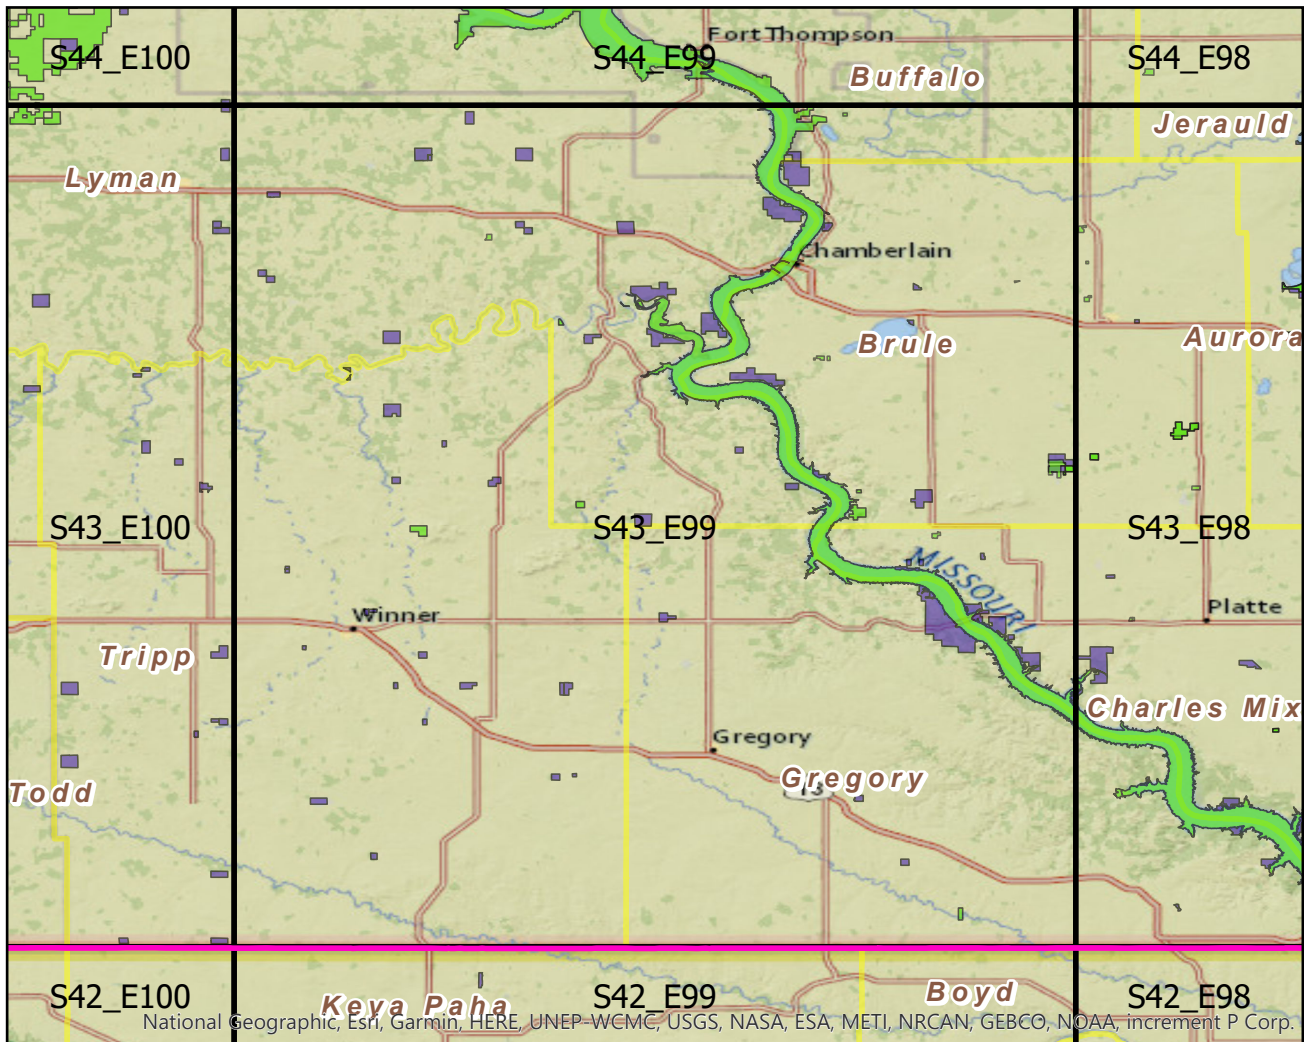 Fort Thompson
S44_E100
S44_E99
S44_E98
Buffalo
Jerauld
Lyman
Chamberlain
Brule
Aurora
S43_E100
S43_E99
S43_E98
MISSOURI
Winner
Platte
Tripp
Charles Mix
Gregory
Gregory
Todd
S42_E100
Keya Paha
S42_E99
Boyd
S42_E98
National Geographic, Esri, Garmin, HERE, UNEP-WCMC, USGS, NASA, ESA, METI, NRCAN, GEBCO, NOAA, increment P Corp.